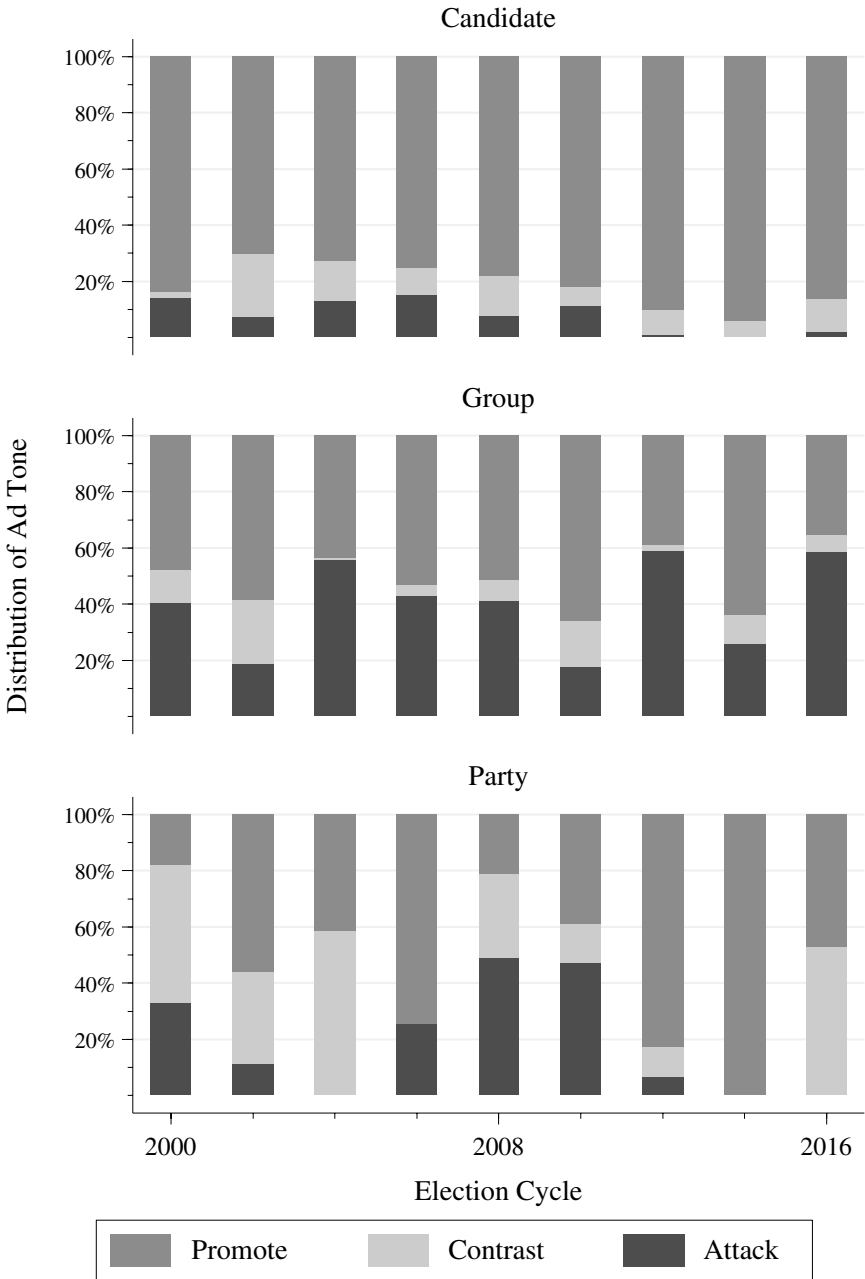 Candidate
100%
80%
60%
40%
20%
Group
100%
80%
60%
40%
20%
Distribution of Ad Tone
Party
100%
80%
60%
40%
20%
2000 2008 2016
Election Cycle
Promote Contrast Attack